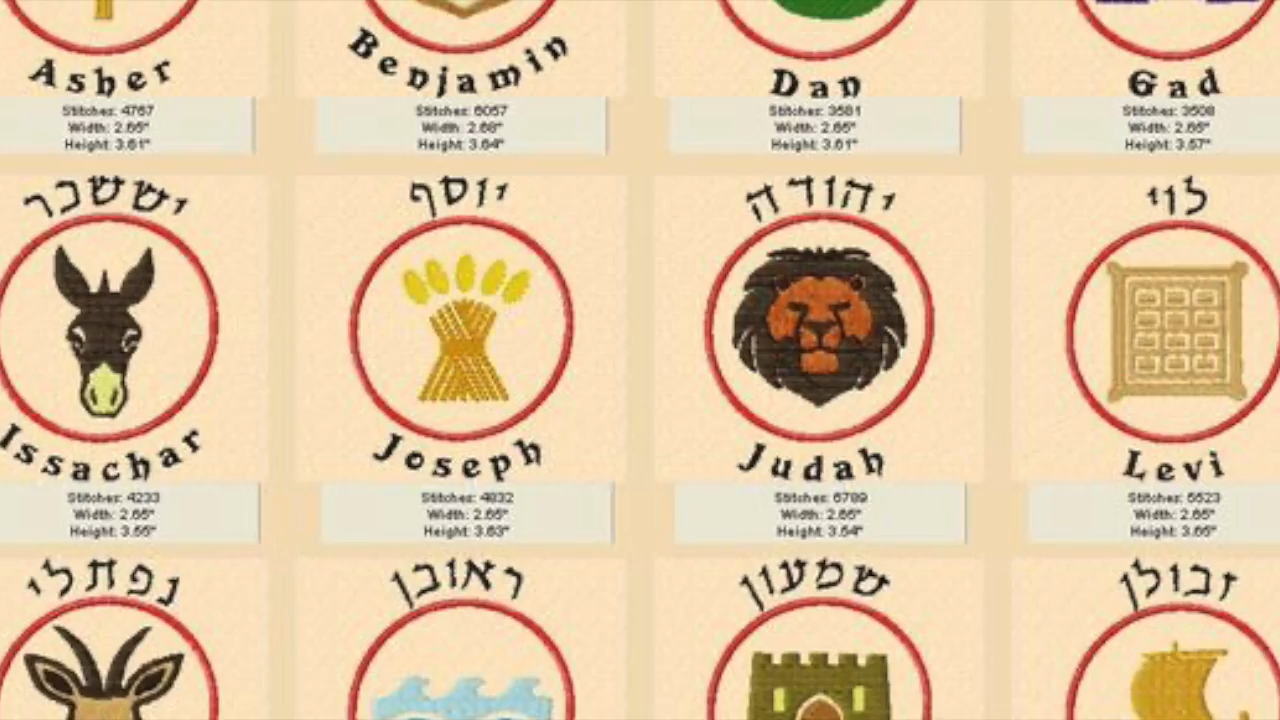 Asher
Benjamin
Dan
Gad
Stitches: 4767
Width: 2.65"
Height: 3.61"
Stitches: 6057
Width: 2.68"
Height: 3.64"
Stitches: 3581
Width: 2.65"
Height: 3.61"
Stitches: 3508
Width: 2.65"
Height: 3.57"
יששכר
יוסף
יהודה
לוי
Issachar
Joseph
Judah
Levi
Stitches: 4233
Width: 2.65"
Height: 3.55"
Stitches: 4832
Width: 2.65"
Height: 3.63"
Stitches: 6789
Width: 2.65"
Height: 3.54"
Stitches: 5523
Width: 2.65"
Height: 3.65"
נפתלי
ראובן
שמעון
זבולן